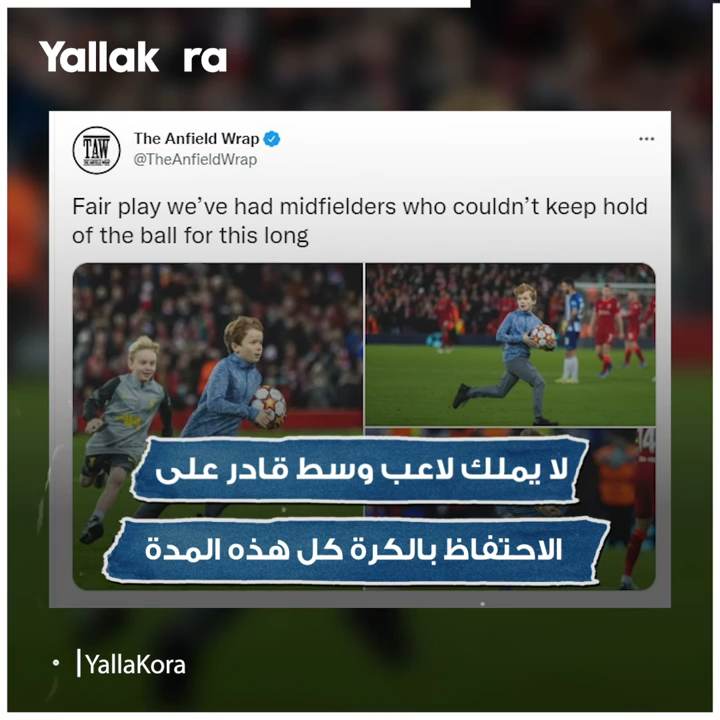 Yallak ra
The Anfield Wrap
@TheAnfieldWrap
Fair play we've had midfielders who couldn't keep hold
of the ball for this long
لا يملك لاعب وسط قادر على
الاحتفاظ بالكرة كل هذه المدة
|YallaKora